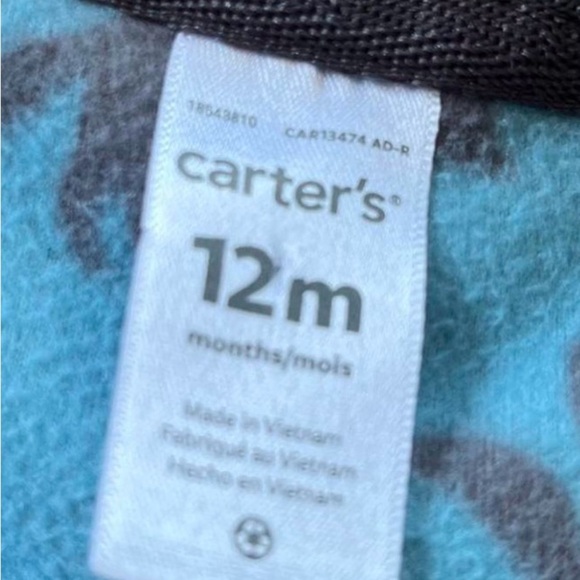 18543810 CAR13474 AD-R
carter's®
12m
months/mois
Made in Vietnam
Fabriqué au Vietnam
Hecho en Vietnam